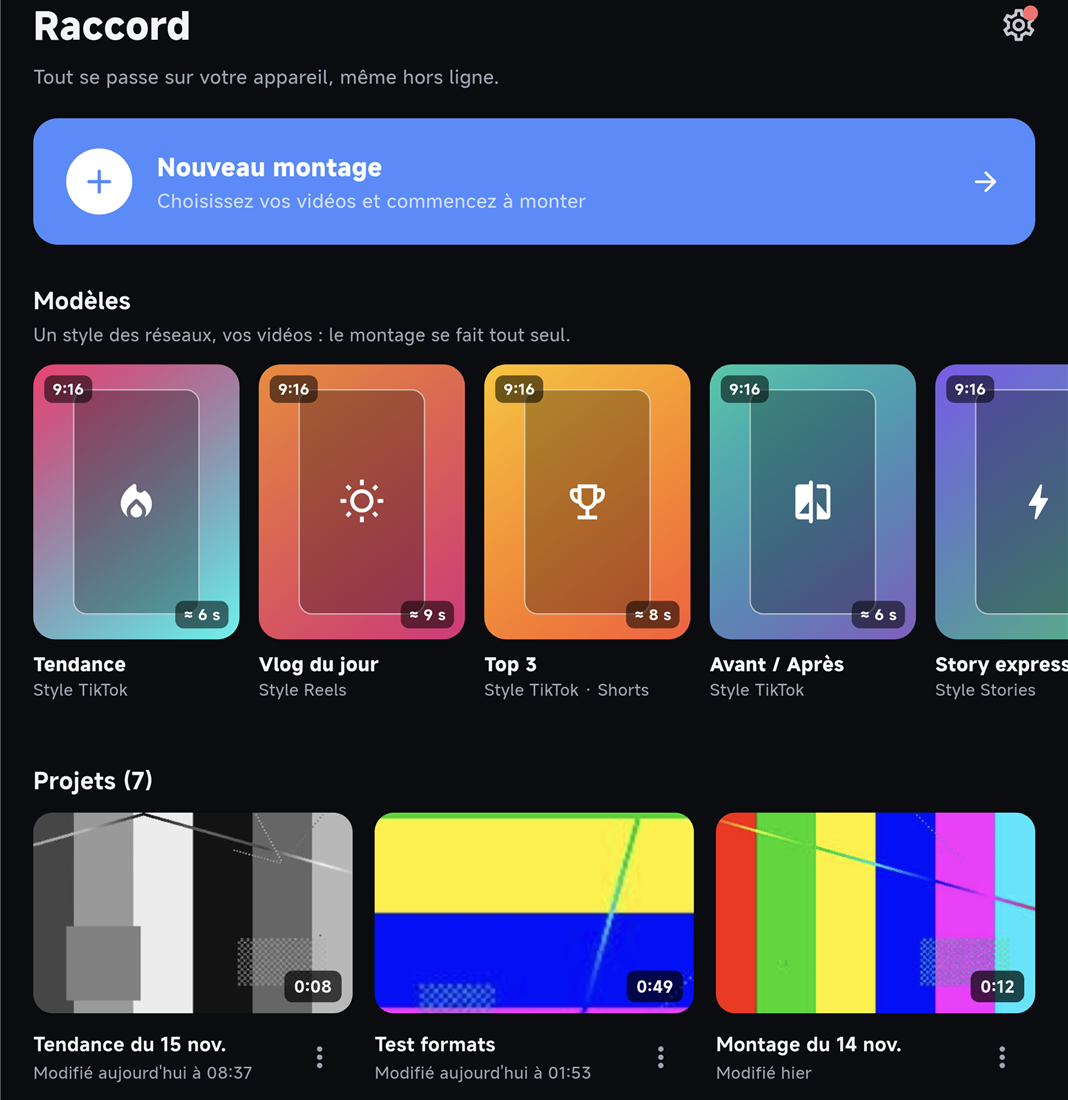 Raccord
Tout se passe sur votre appareil, même hors ligne.
Nouveau montage
Choisissez vos vidéos et commencez à monter
Modèles
Un style des réseaux, vos vidéos : le montage se fait tout seul.
9:16
9:16
9:16
9:16
9:16
≈ 6 s
≈ 9 s
≈ 8 s
≈ 6 s
Tendance
Style TikTok
Vlog du jour
Style Reels
Top 3
Style TikTok · Shorts
Avant / Après
Style TikTok
Story express
Style Stories
Projets (7)
0:08
0:49
0:12
Tendance du 15 nov.
Modifié aujourd'hui à 08:37
Test formats
Modifié aujourd'hui à 01:53
Montage du 14 nov.
Modifié hier